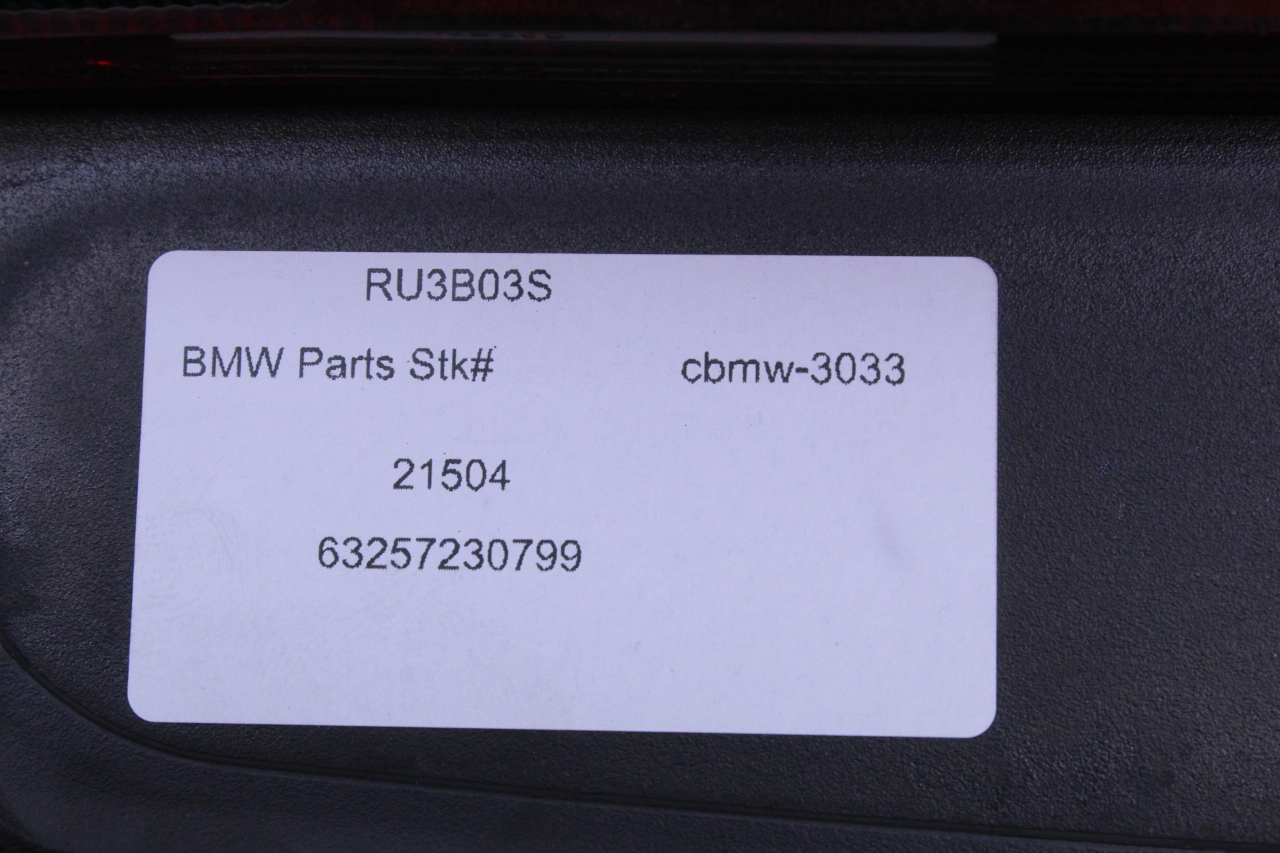 RU3B03S
BMW Parts Stk# cbmw-3033
21504
63257230799